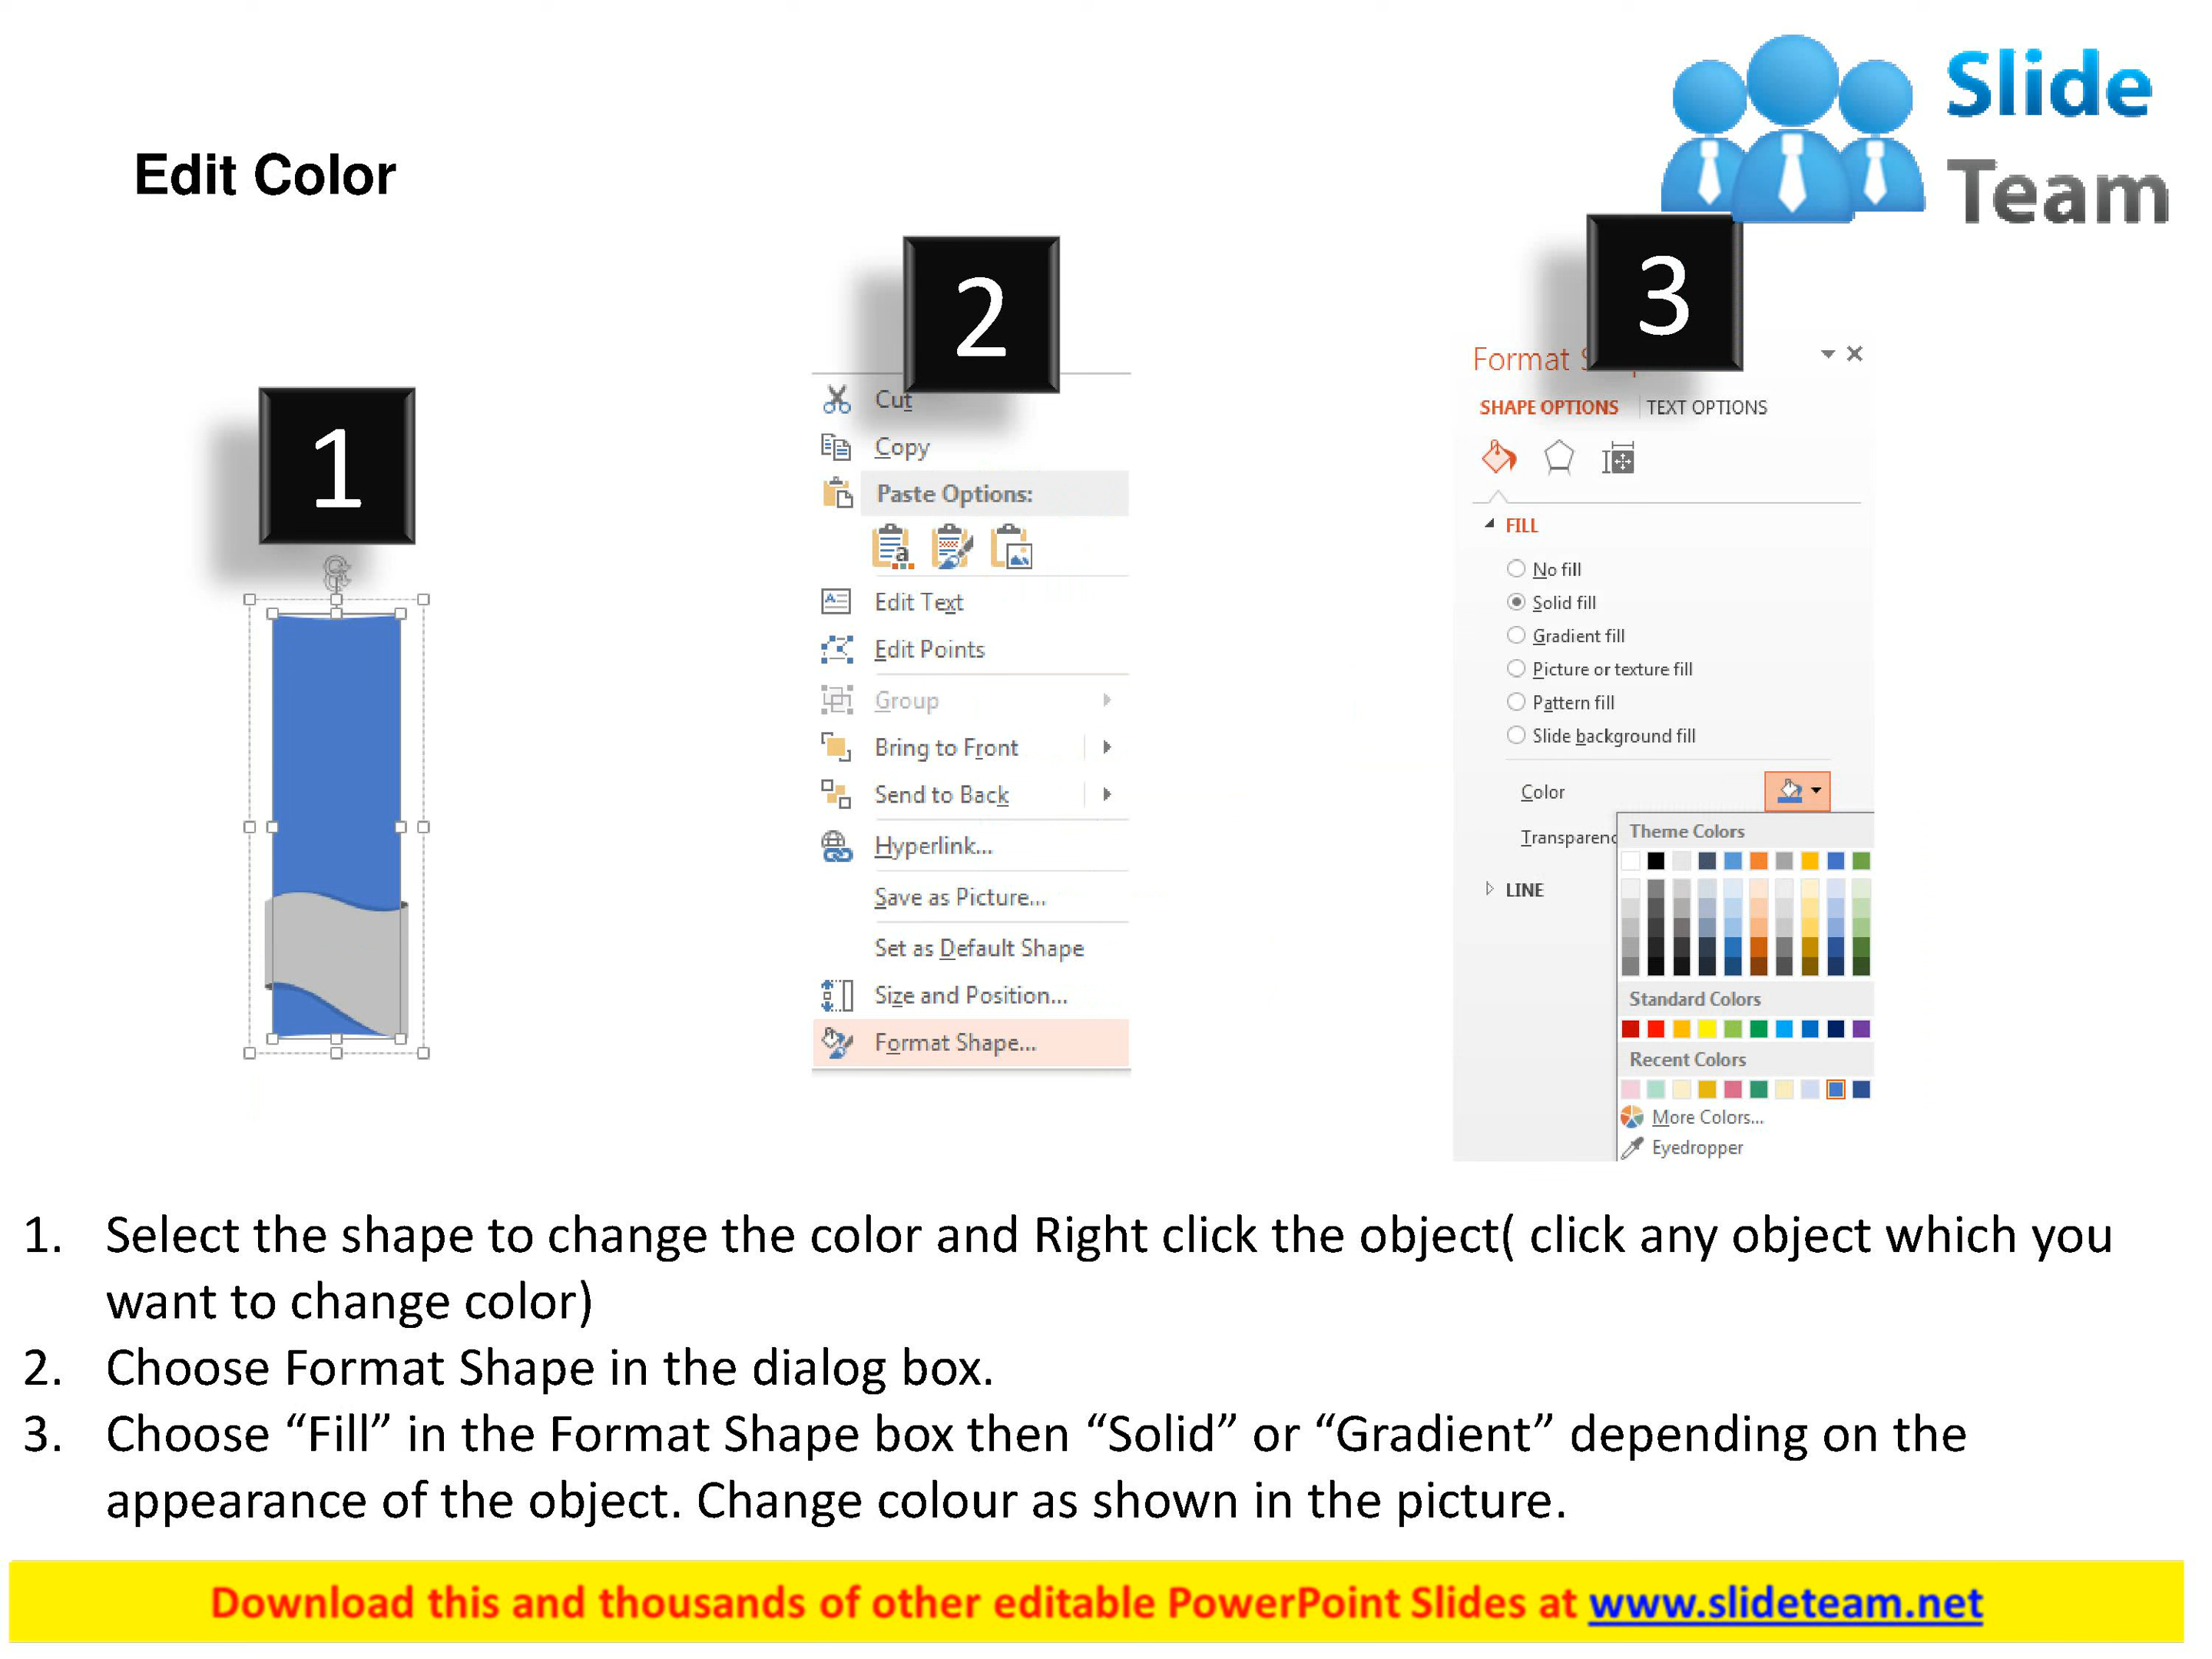 Slide
Team
Edit Color
1
2
3
Cut
Copy
Paste Options:
Edit Text
Edit Points
Group
Bring to Front
Send to Back
Hyperlink...
Save as Picture...
Set as Default Shape
Size and Position...
Format Shape...
Format
SHAPE OPTIONS TEXT OPTIONS
FILL
No fill
Solid fill
Gradient fill
Picture or texture fill
Pattern fill
Slide background fill
Color
Transparenc
LINE
Theme Colors
Standard Colors
Recent Colors
More Colors...
Eyedropper
1. Select the shape to change the color and Right click the object( click any object which you
want to change color)
2. Choose Format Shape in the dialog box.
3. Choose “Fill” in the Format Shape box then “Solid” or “Gradient” depending on the
appearance of the object. Change colour as shown in the picture.
Download this and thousands of other editable PowerPoint Slides at www.slideteam.net